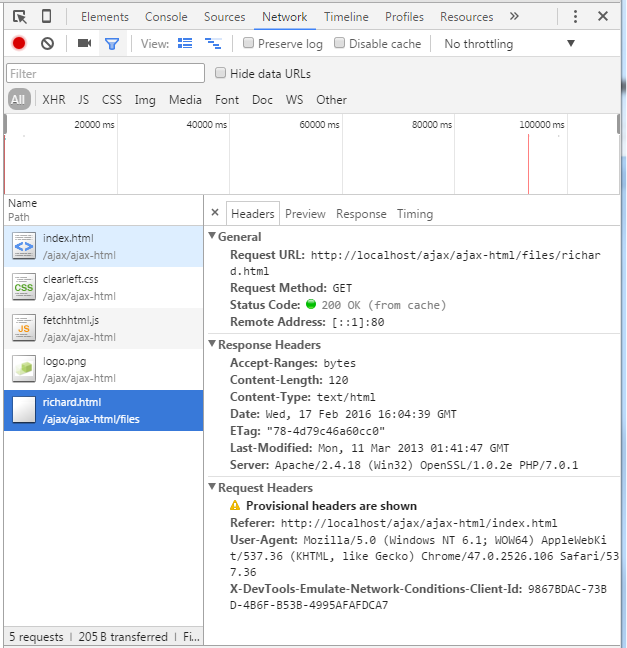 Elements Console Sources Network Timeline Profiles Resources »
View: Preserve log Disable cache No throttling
Filter Hide data URLs
All XHR JS CSS Img Media Font Doc WS Other
20000 ms 40000 ms 60000 ms 80000 ms 100000 ms
Name
Path
index.html
/ajax/ajax-html
clearleft.css
/ajax/ajax-html
fetchhtml.js
/ajax/ajax-html
logo.png
/ajax/ajax-html
richard.html
/ajax/ajax-html/files
5 requests | 205 B transferred | Fi...
× Headers Preview Response Timing
General
Request URL: http://localhost/ajax/ajax-html/files/richar
d.html
Request Method: GET
Status Code: 200 OK (from cache)
Remote Address: [::1]:80
Response Headers
Accept-Ranges: bytes
Content-Length: 120
Content-Type: text/html
Date: Wed, 17 Feb 2016 16:04:39 GMT
ETag: "78-4d79c46a60cc0"
Last-Modified: Mon, 11 Mar 2013 01:41:47 GMT
Server: Apache/2.4.18 (Win32) OpenSSL/1.0.2e PHP/7.0.1
Request Headers
Provisional headers are shown
Referer: http://localhost/ajax/ajax-html/index.html
User-Agent: Mozilla/5.0 (Windows NT 6.1; WOW64) AppleWebKi
t/537.36 (KHTML, like Gecko) Chrome/47.0.2526.106 Safari/53
7.36
X-DevTools-Emulate-Network-Conditions-Client-Id: 9867BDAC-73B
D-4B6F-B53B-4995AFAFDCA7